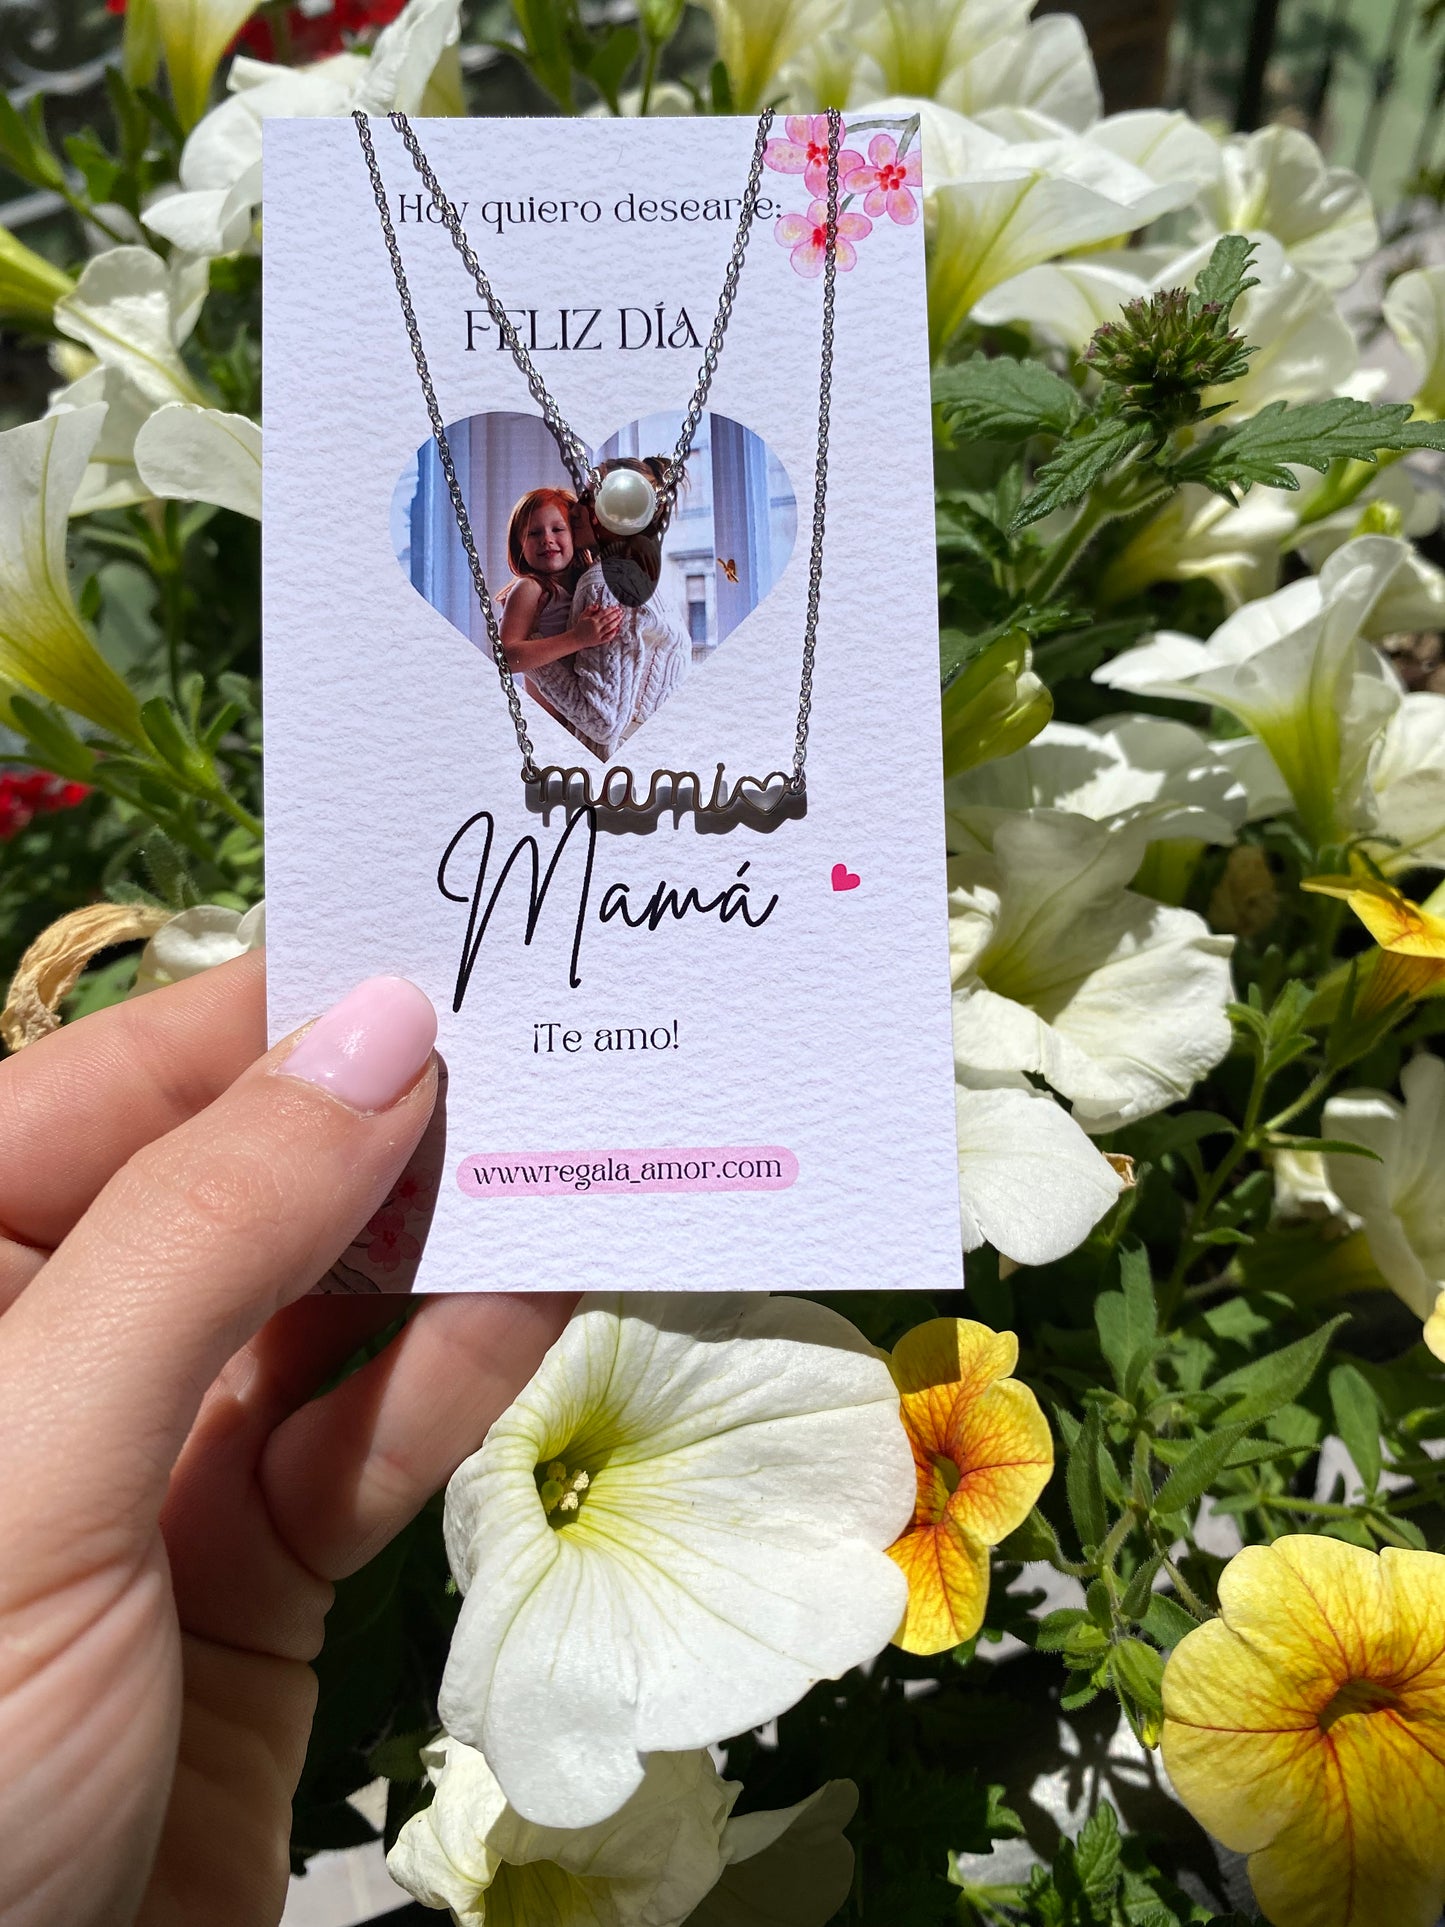 Hoy quiero desearte:
FELIZ DÍA
mami
Mamá
¡Te amo!
wwwregala_amor.com